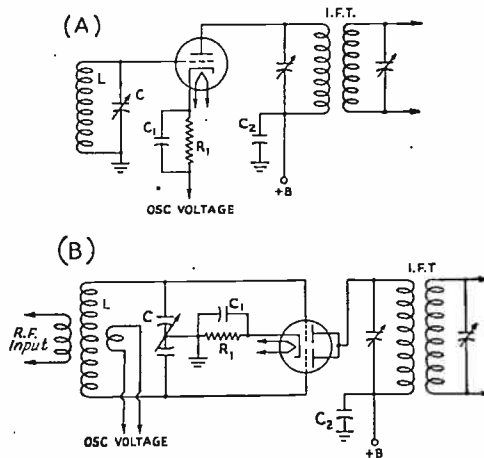 (A)
I.F.T.
L
C
C1
R1
C2
+B
OSC VOLTAGE
(B)
I.F.T
L
C
C1
R.F.
Input
R1
C2
OSC VOLTAGE
+B